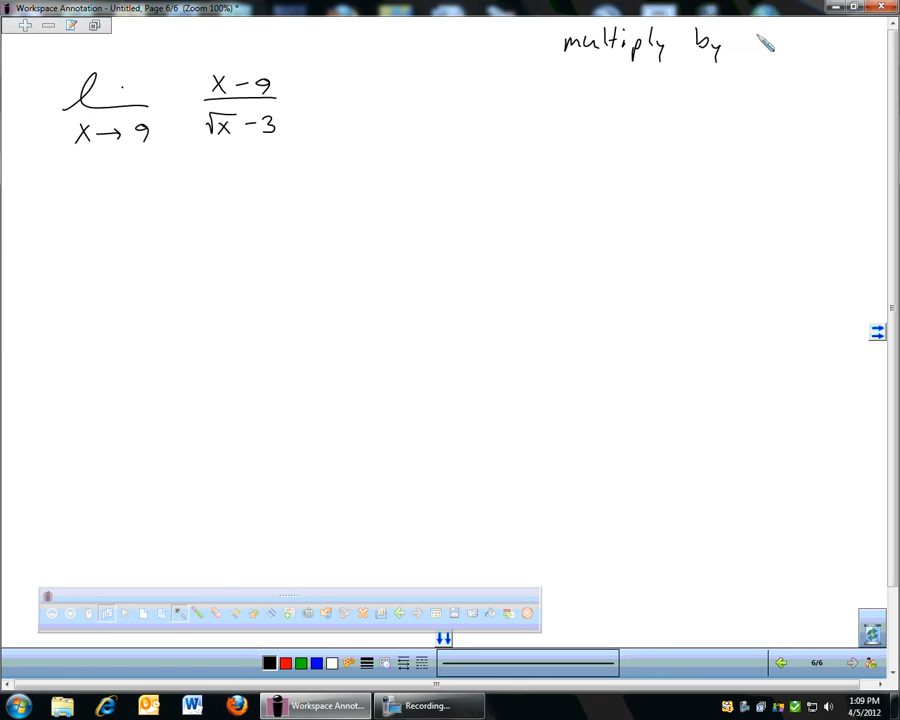 Workspace Annotation - Untitled, Page 6/6 (Zoom 100%) *
multiply by
x - 9
x → 9 √x - 3
6/6
Workspace Annot...
Recording...
1:09 PM
4/5/2012